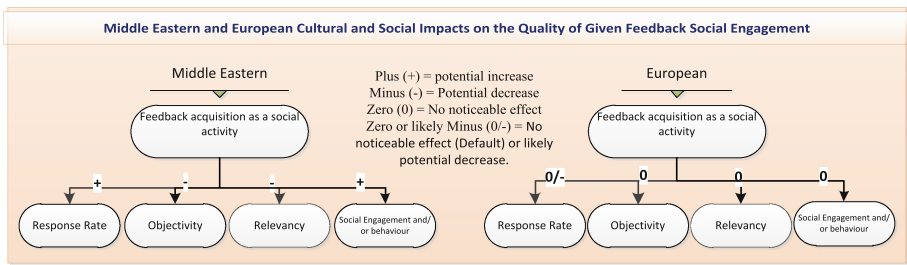 Middle Eastern and European Cultural and Social Impacts on the Quality of Given Feedback Social Engagement
Middle Eastern
Feedback acquisition as a social
activity
+
-
-
+
Response Rate
Objectivity
Relevancy
Social Engagement and/
or behaviour
Plus (+) = potential increase
Minus (-) = Potential decrease
Zero (0) = No noticeable effect
Zero or likely Minus (0/-) = No
noticeable effect (Default) or likely
potential decrease.
European
Feedback acquisition as a social
activity
0/-
0
0
0
Response Rate
Objectivity
Relevancy
Social Engagement and/
or behaviour